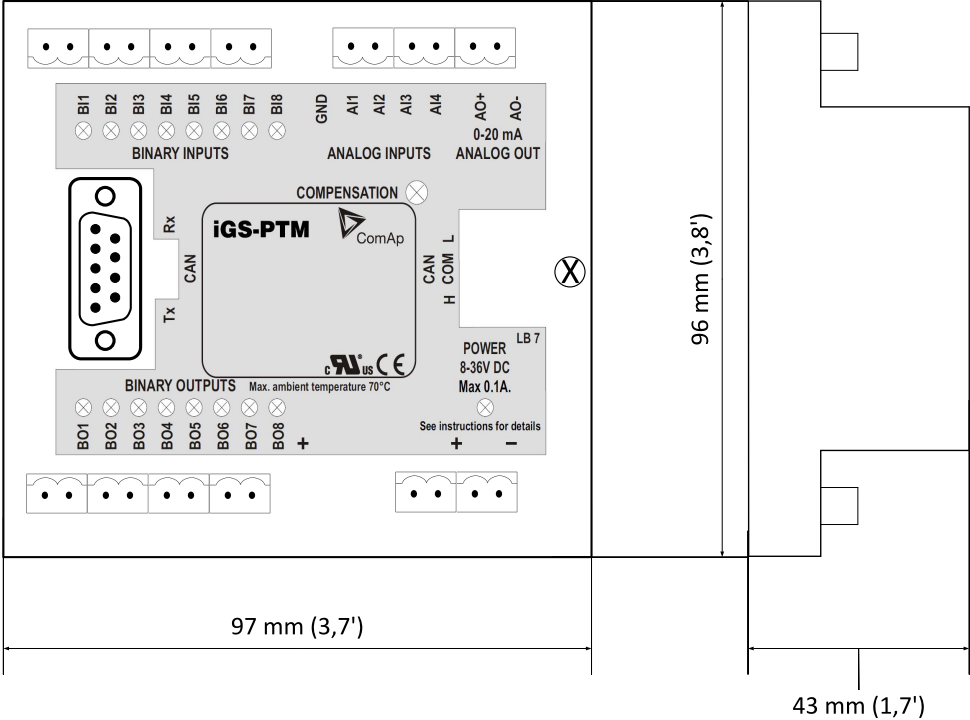 BI1 BI2 BI3 BI4 BI5 BI6 BI7 BI8 GND AI1 AI2 AI3 AI4 AO+ AO-
0-20 mA
BINARY INPUTS ANALOG INPUTS ANALOG OUT
COMPENSATION
iGS-PTM
ComAp
Rx
CAN
Tx
CAN
H COM L
X
LB 7
POWER
8-36V DC
Max 0.1A.
c RU ® US CE
BINARY OUTPUTS Max. ambient temperature 70°C
See instructions for details
BO1 BO2 BO3 BO4 BO5 BO6 BO7 BO8 + + −
96 mm (3,8')
97 mm (3,7')
43 mm (1,7')